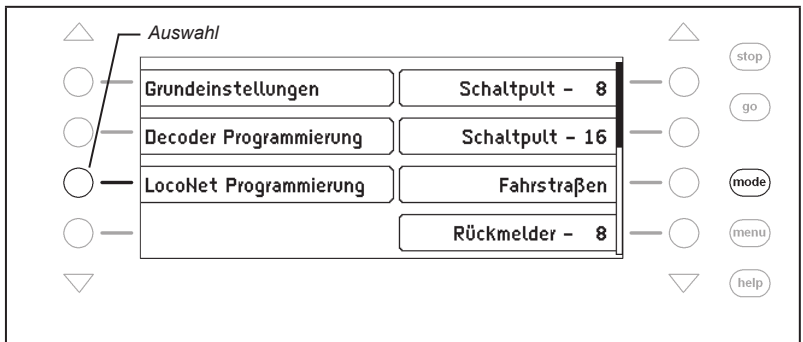 Auswahl
stop
Grundeinstellungen Schaltpult - 8
go
Decoder Programmierung Schaltpult - 16
LocoNet Programmierung Fahrstraßen
mode
Rückmelder - 8
menu
help